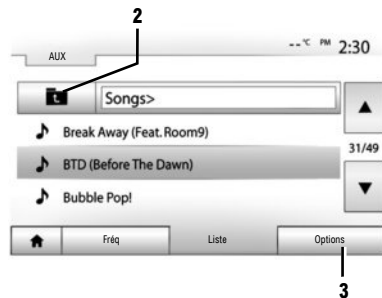 2
AUX
--°C PM 2:30
Songs>
Break Away (Feat. Room9)
BTD (Before The Dawn)
31/49
Bubble Pop!
Fréq Liste Options
3